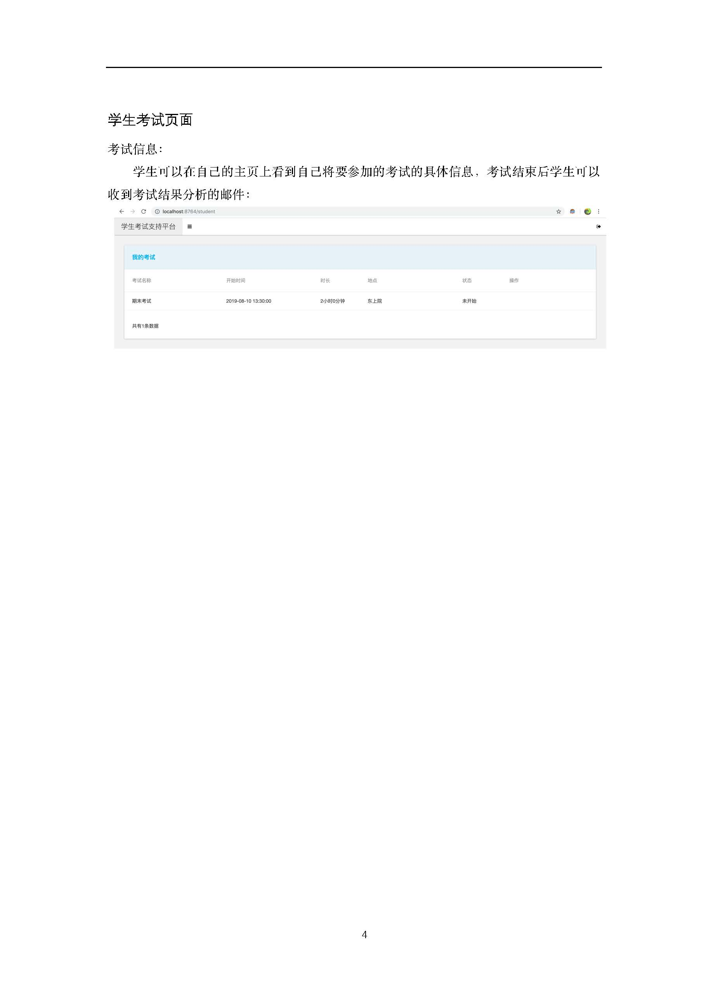 学生考试页面
考试信息：
学生可以在自己的主页上看到自己将要参加的考试的具体信息，考试结束后学生可以
收到考试结果分析的邮件：
localhost:8764/student
学生考试支持平台
我的考试
考试名称 开始时间 时长 地点 状态 操作
期末考试 2019-08-10 13:30:00 2小时0分钟 东上院 未开始
共有1条数据
4